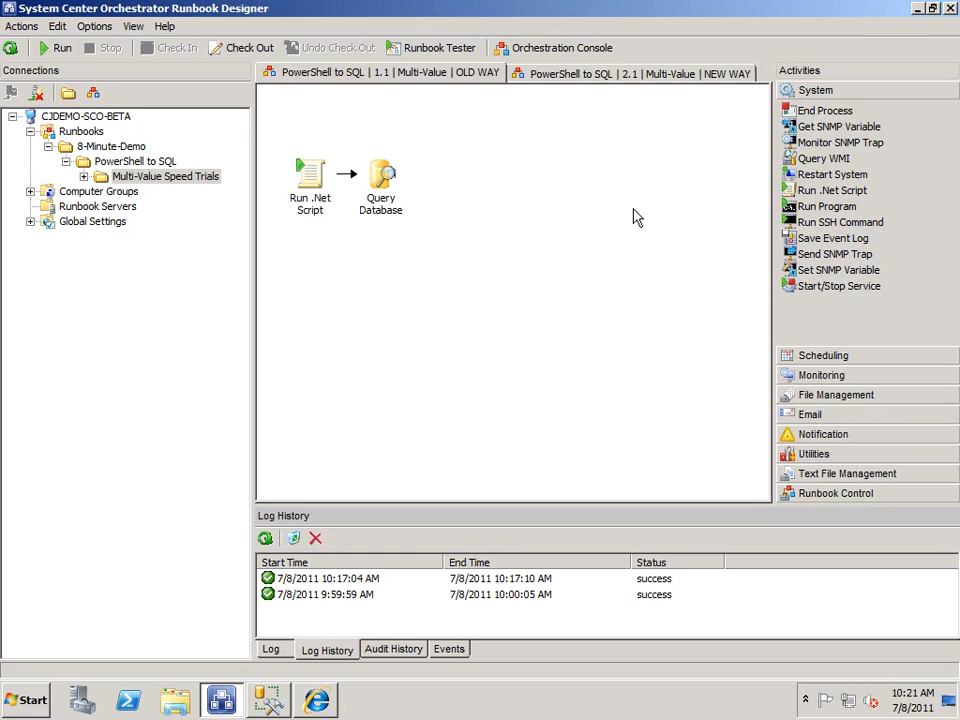 System Center Orchestrator Runbook Designer
Actions Edit Options View Help
Run Stop Check In Check Out Undo Check Out Runbook Tester Orchestration Console
Connections
CJDEMO-SCO-BETA
Runbooks
8-Minute-Demo
PowerShell to SQL
Multi-Value Speed Trials
Computer Groups
Runbook Servers
Global Settings
PowerShell to SQL | 1.1 | Multi-Value | OLD WAY
PowerShell to SQL | 2.1 | Multi-Value | NEW WAY
Run .Net
Script
Query
Database
Activities
System
End Process
Get SNMP Variable
Monitor SNMP Trap
Query WMI
Restart System
Run .Net Script
Run Program
Run SSH Command
Save Event Log
Send SNMP Trap
Set SNMP Variable
Start/Stop Service
Scheduling
Monitoring
File Management
Email
Notification
Utilities
Text File Management
Runbook Control
Log History
Start Time End Time Status
7/8/2011 10:17:04 AM 7/8/2011 10:17:10 AM success
7/8/2011 9:59:59 AM 7/8/2011 10:00:05 AM success
Log Log History Audit History Events
Start
10:21 AM
7/8/2011